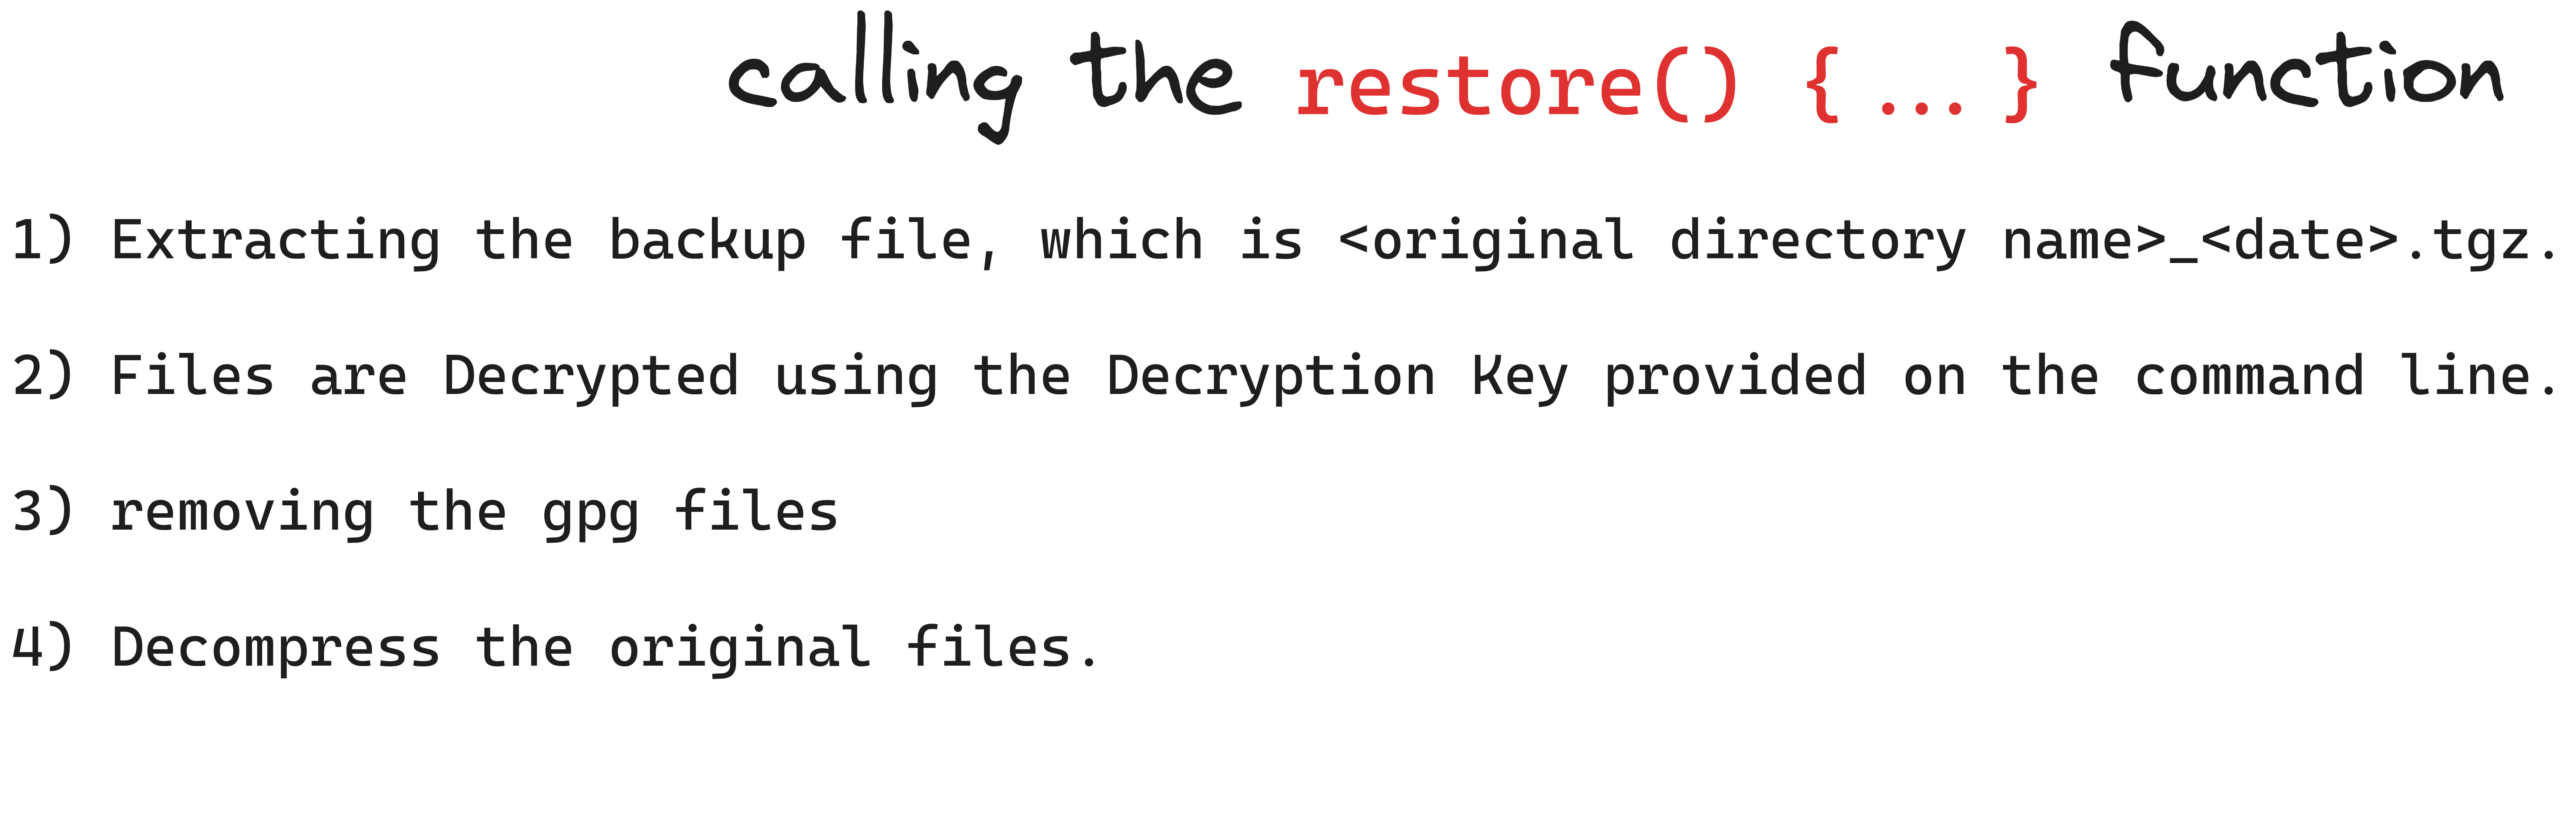 calling the restore() {...} function
1) Extracting the backup file, which is <original directory name>_<date>.tgz.
2) Files are Decrypted using the Decryption Key provided on the command line.
3) removing the gpg files
4) Decompress the original files.